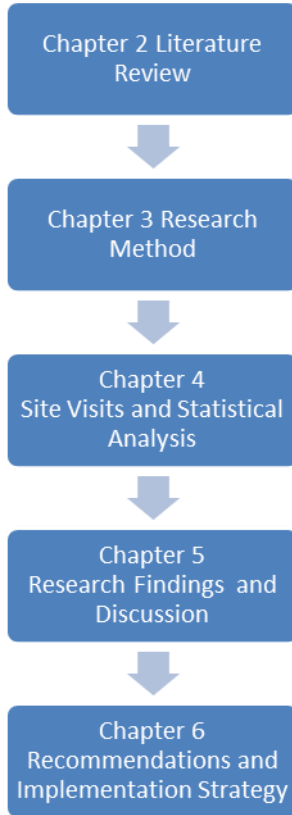 Chapter 2 Literature
Review
Chapter 3 Research
Method
Chapter 4
Site Visits and Statistical
Analysis
Chapter 5
Research Findings and
Discussion
Chapter 6
Recommendations and
Implementation Strategy